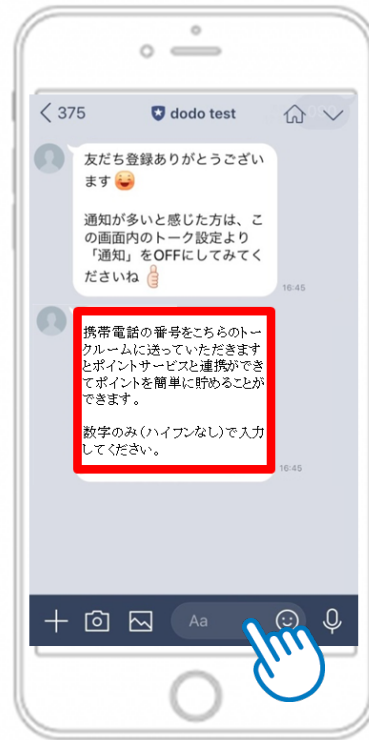 375
dodo test
友だち登録ありがとうござい
ます
通知が多いと感じた方は、こ
の画面内のトーク設定より
「通知」をOFFにしてみてく
ださいね
16:45
携帯電話の番号をこちらのトー
クルームに送っていただきます
とポイントサービスと連携ができ
てポイントを簡単に貯めることが
できます。
数字のみ(ハイフンなし)で入力
してください。
16:45
Aa